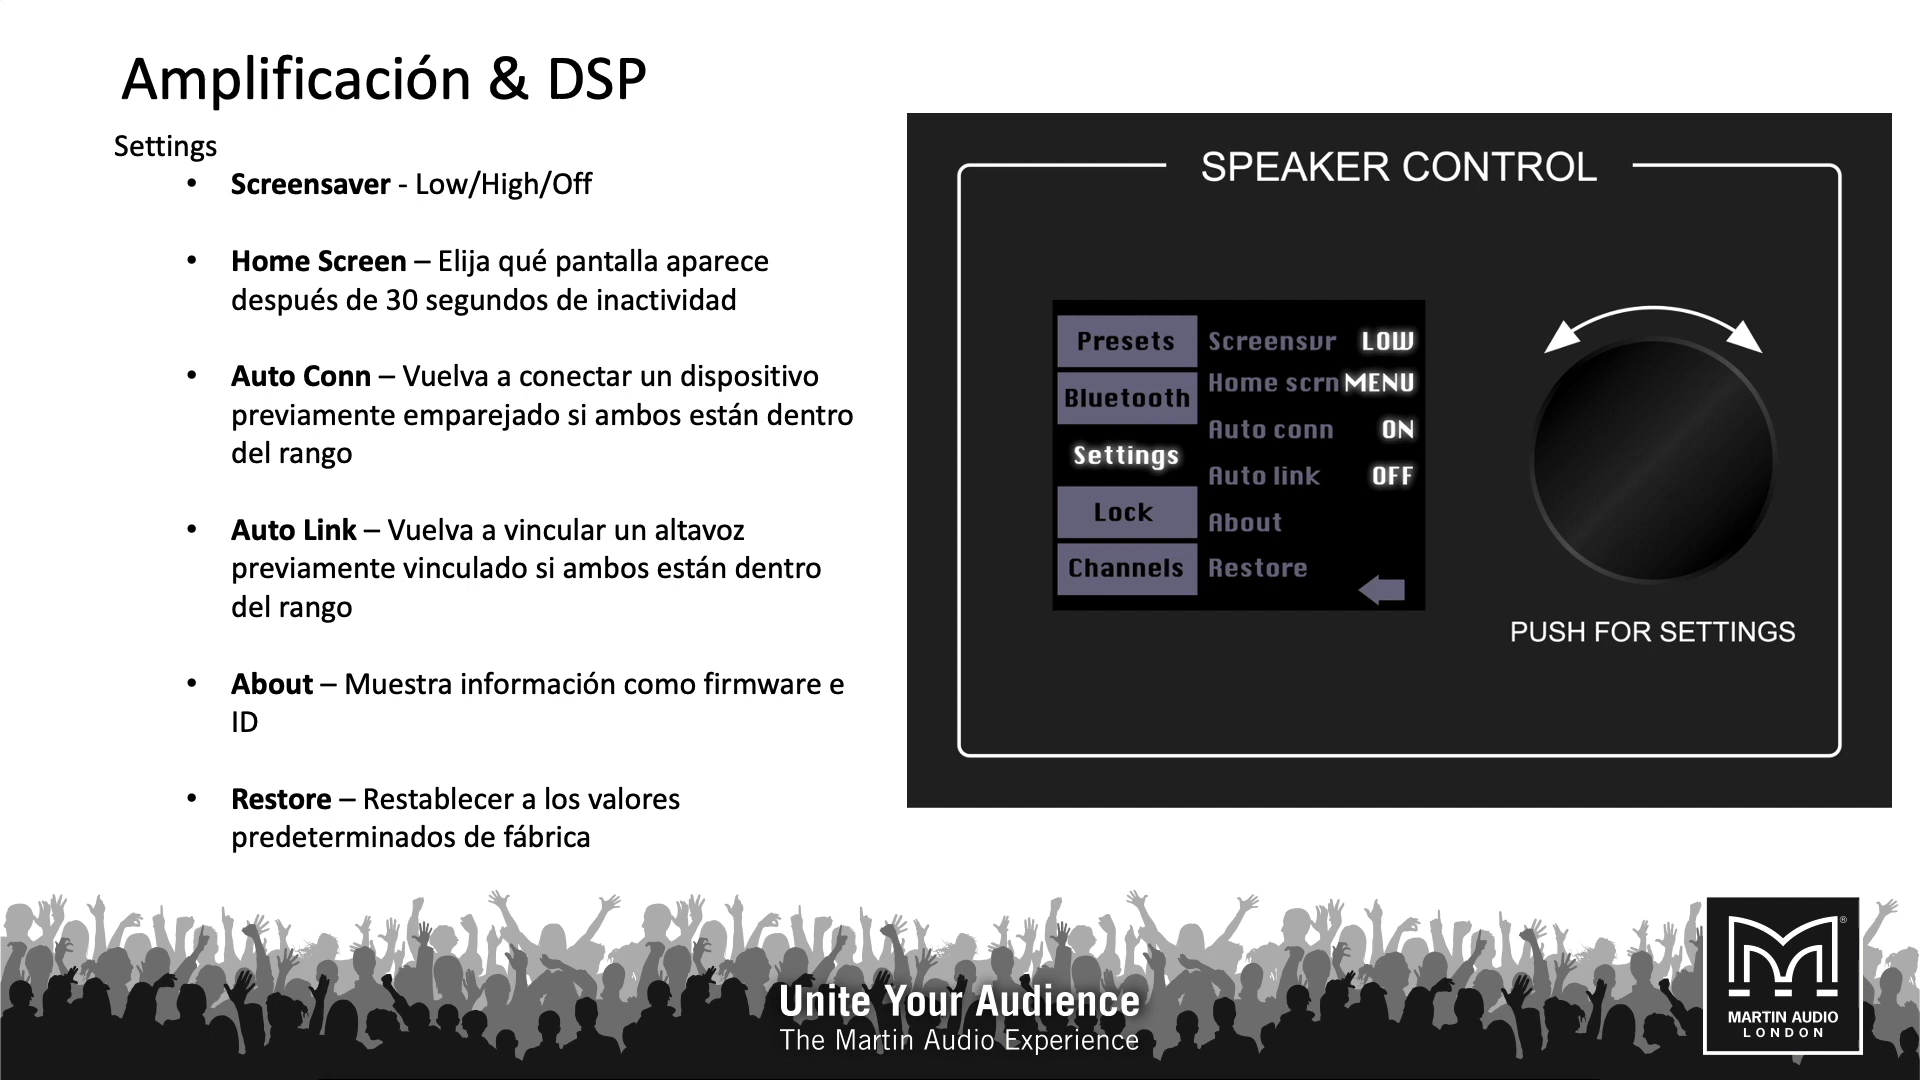 Amplificación & DSP
Settings
• Screensaver - Low/High/Off
• Home Screen – Elija qué pantalla aparece
después de 30 segundos de inactividad
• Auto Conn – Vuelva a conectar un dispositivo
previamente emparejado si ambos están dentro
del rango
• Auto Link – Vuelva a vincular un altavoz
previamente vinculado si ambos están dentro
del rango
• About – Muestra información como firmware e
ID
• Restore – Restablecer a los valores
predeterminados de fábrica
SPEAKER CONTROL
Presets
Bluetooth
Settings
Lock
Channels
Screensvr LOW
Home scrn MENU
Auto conn ON
Auto link OFF
About
Restore
PUSH FOR SETTINGS
Unite Your Audience
The Martin Audio Experience
®
MARTIN AUDIO
LONDON